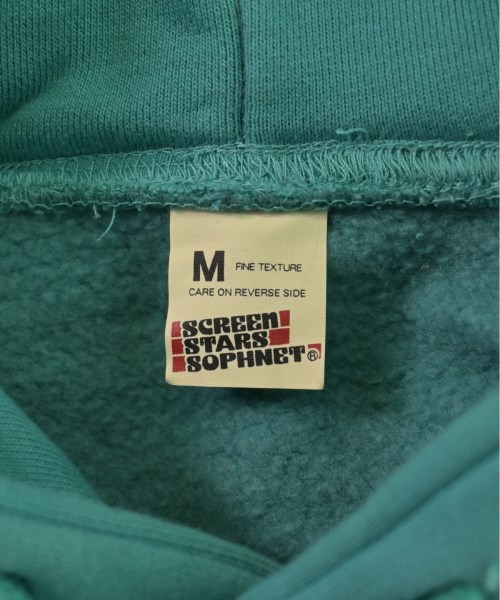 M FINE TEXTURE
CARE ON REVERSE SIDE
SCREEN
STARS
SOPHNET®